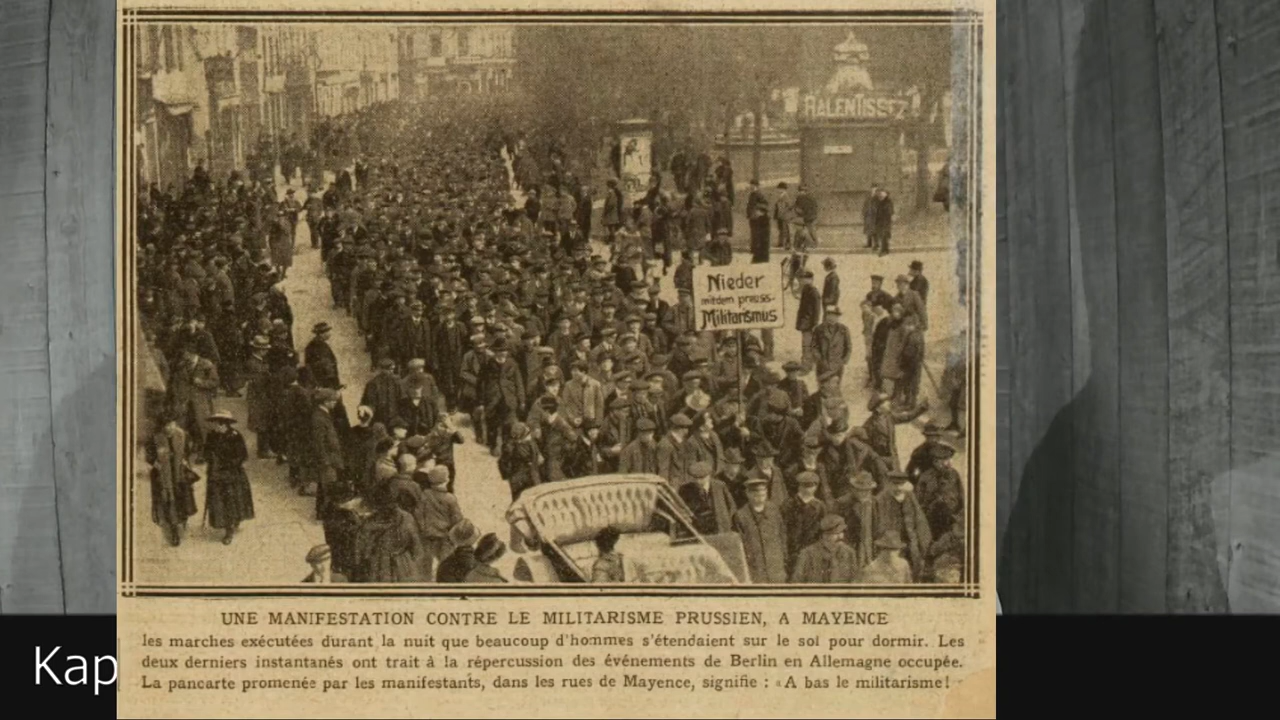 RALENTISSEZ
Nieder
mit dem preuss-
Militarismus
UNE MANIFESTATION CONTRE LE MILITARISME PRUSSIEN, A MAYENCE
les marches exécutées durant la nuit que beaucoup d'hommes s'étendaient sur le sol pour dormir. Les
deux derniers instantanés ont trait à la répercussion des événements de Berlin en Allemagne occupée.
La pancarte promenée par les manifestants, dans les rues de Mayence, signifie : «A bas le militarisme!
Kap